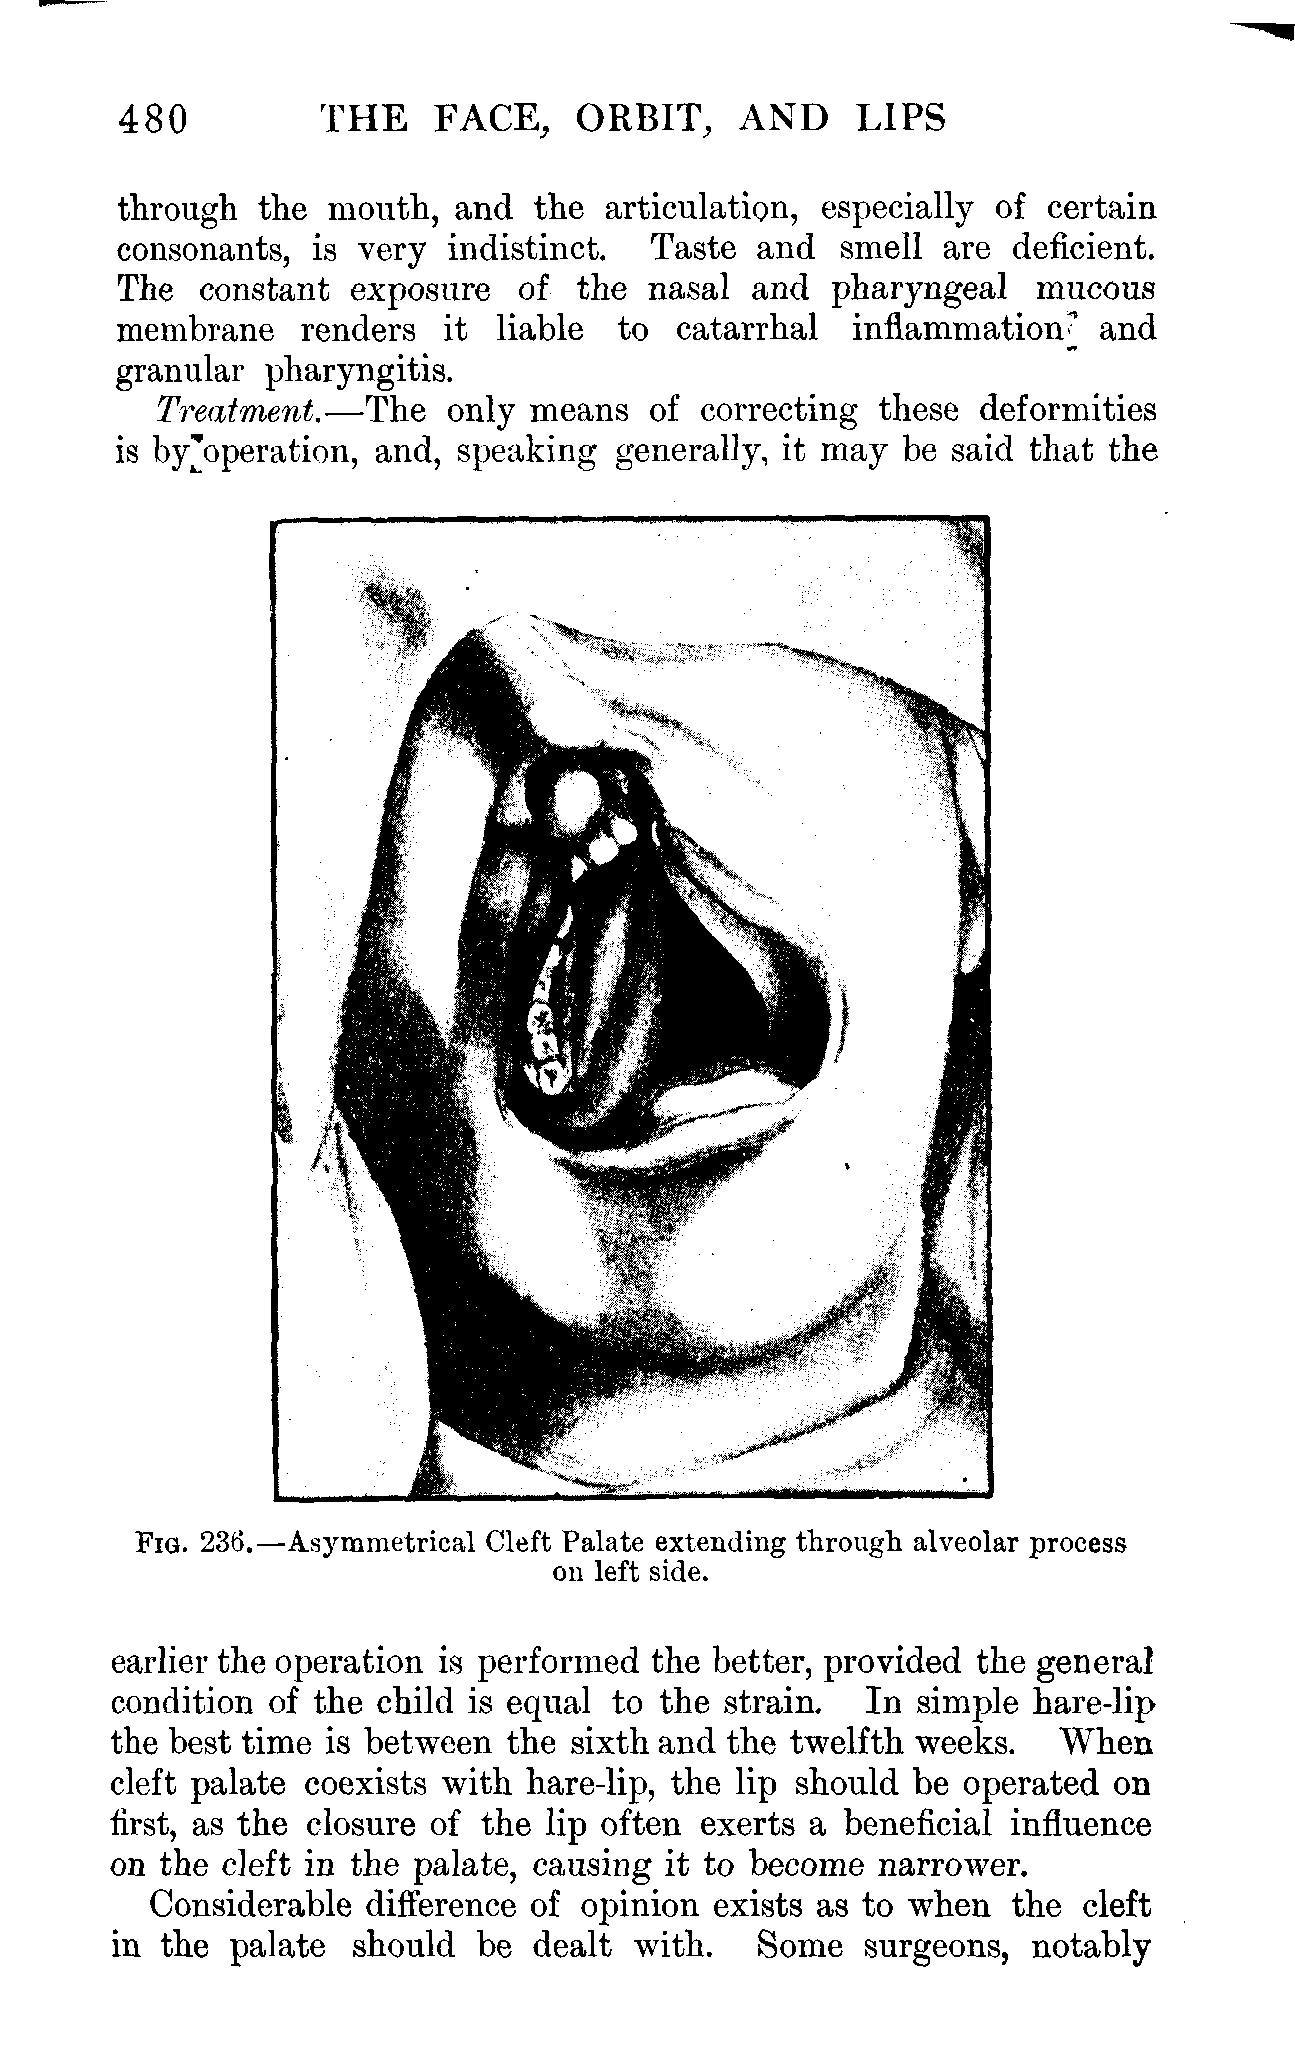 480 THE FACE, ORBIT, AND LIPS
through the mouth, and the articulation, especially of certain
consonants, is very indistinct. Taste and smell are deficient.
The constant exposure of the nasal and pharyngeal mucous
membrane renders it liable to catarrhal inflammation and
granular pharyngitis.
Treatment.—The only means of correcting these deformities
is by operation, and, speaking generally, it may be said that the
FIG. 236.—Asymmetrical Cleft Palate extending through alveolar process
on left side.
earlier the operation is performed the better, provided the general
condition of the child is equal to the strain. In simple hare-lip
the best time is between the sixth and the twelfth weeks. When
cleft palate coexists with hare-lip, the lip should be operated on
first, as the closure of the lip often exerts a beneficial influence
on the cleft in the palate, causing it to become narrower.
Considerable difference of opinion exists as to when the cleft
in the palate should be dealt with. Some surgeons, notably